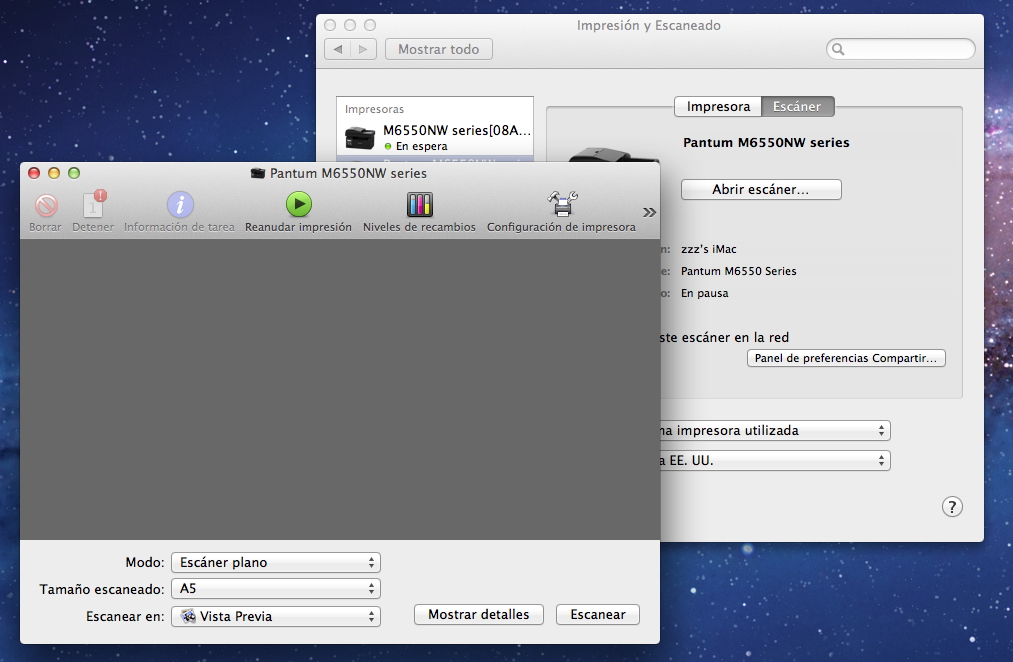 Impresión y Escaneado
Mostrar todo
Impresoras
M6550NW series[08A...
En espera
Impresora
Escáner
Pantum M6550NW series
Abrir escáner...
n: zzz's iMac
e: Pantum M6550 Series
o: En pausa
ste escáner en la red
Panel de preferencias Compartir...
na impresora utilizada
a EE. UU.
?
Pantum M6550NW series
Borrar
Detener
Información de tarea
Reanudar impresión
Niveles de recambios
Configuración de impresora
Modo: Escáner plano
Tamaño escaneado: A5
Escanear en: Vista Previa
Mostrar detalles
Escanear